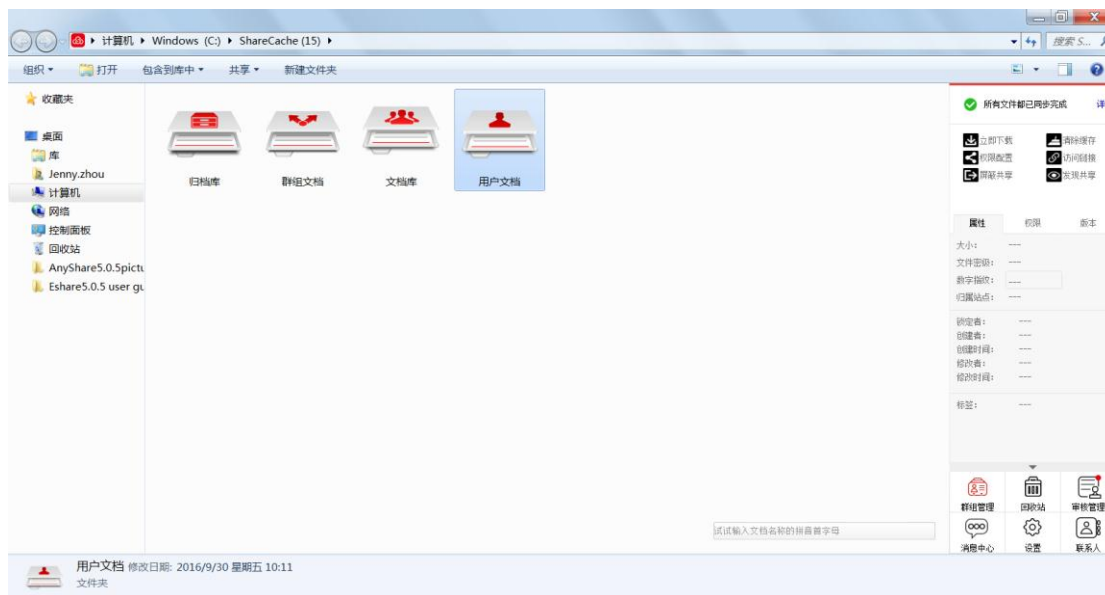 计算机 ▸ Windows (C:) ▸ ShareCache (15) ▸
搜索 S...
组织
打开
包含到库中
共享
新建文件夹
收藏夹
桌面
库
Jenny.zhou
计算机
网络
控制面板
回收站
AnyShare5.0.5pictu
Eshare5.0.5 user gu
归档库
群组文档
文档库
用户文档
所有文件都已同步完成
详
立即下载
清除缓存
权限配置
访问链接
屏蔽共享
发现共享
属性
权限
版本
大小: ---
文件密级: ---
数字指纹: ---
归属站点: ---
锁定者: ---
创建者: ---
创建时间: ---
修改者: ---
修改时间: ---
标签: ---
群组管理
回收站
审核管理
消息中心
设置
联系人
试试输入文档名称的拼音首字母
用户文档 修改日期: 2016/9/30 星期五 10:11
文件夹